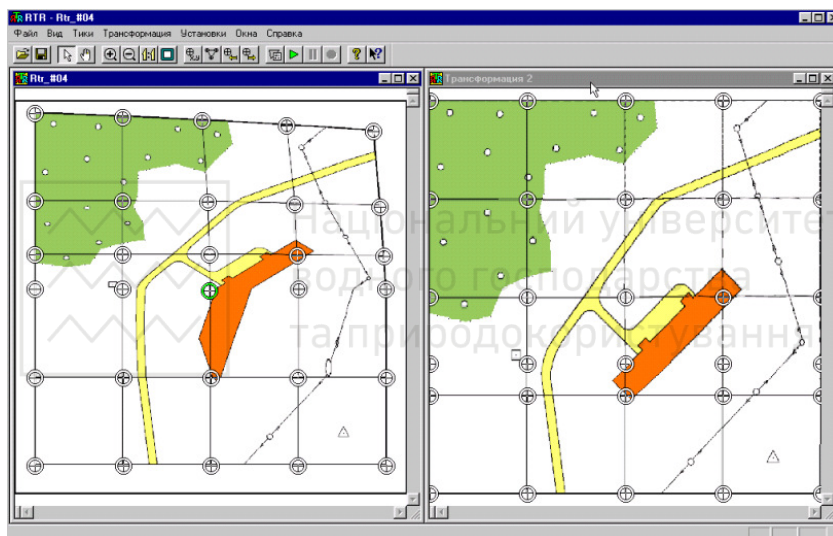 RTR - Rtr_#04
Файл Вид Тики Трансформация Установки Окна Справка
Rtr_#04
Трансформация 2
Національний університет
водного господарства
та природокористування